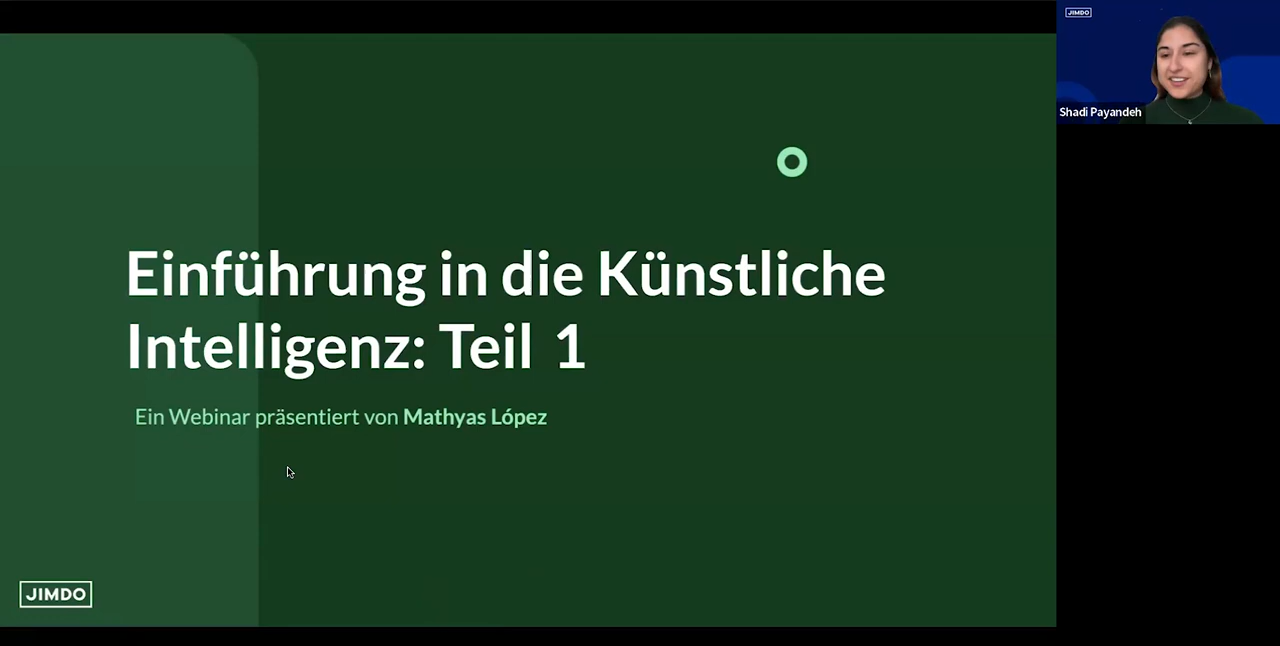 Einführung in die Künstliche
Intelligenz: Teil 1
Ein Webinar präsentiert von Mathyas López
JIMDO
JIMDO
Shadi Payandeh